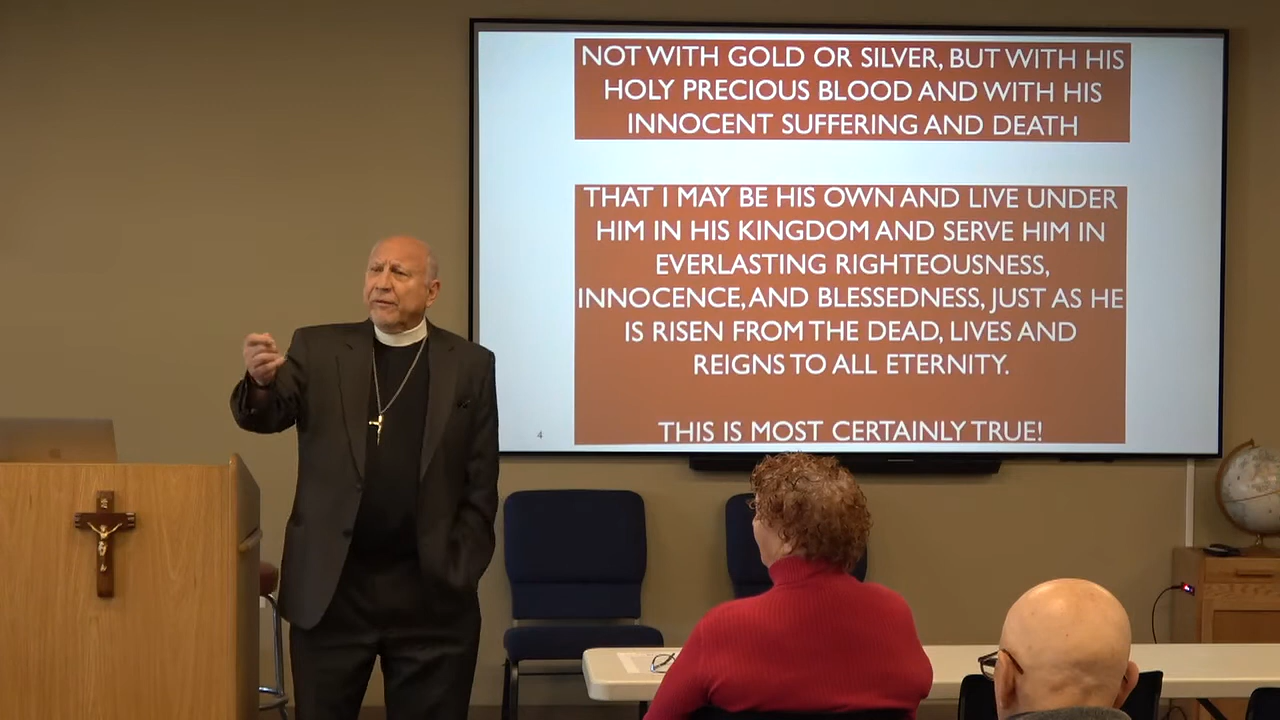 NOT WITH GOLD OR SILVER, BUT WITH HIS
HOLY PRECIOUS BLOOD AND WITH HIS
INNOCENT SUFFERING AND DEATH
THAT I MAY BE HIS OWN AND LIVE UNDER
HIM IN HIS KINGDOM AND SERVE HIM IN
EVERLASTING RIGHTEOUSNESS,
INNOCENCE, AND BLESSEDNESS, JUST AS HE
IS RISEN FROM THE DEAD, LIVES AND
REIGNS TO ALL ETERNITY.
THIS IS MOST CERTAINLY TRUE!
4